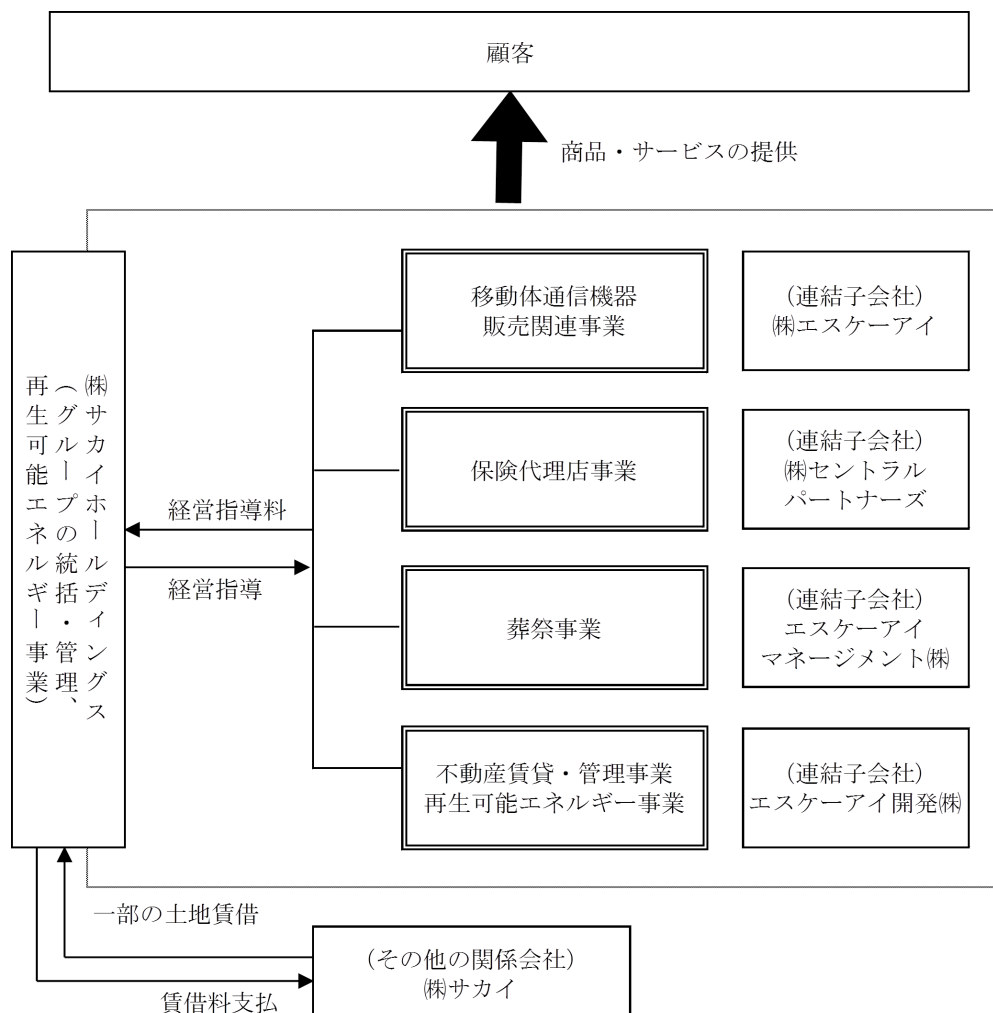 顧客
商品・サービスの提供
㈱サカイホールディングス
（グループの統括・管理、
再生可能エネルギー事業）
移動体通信機器
販売関連事業
（連結子会社）
㈱エスケーアイ
保険代理店事業
（連結子会社）
㈱セントラル
パートナーズ
経営指導料
経営指導
葬祭事業
（連結子会社）
エスケーアイ
マネージメント㈱
不動産賃貸・管理事業
再生可能エネルギー事業
（連結子会社）
エスケーアイ開発㈱
一部の土地賃借
（その他の関係会社）
㈱サカイ
賃借料支払